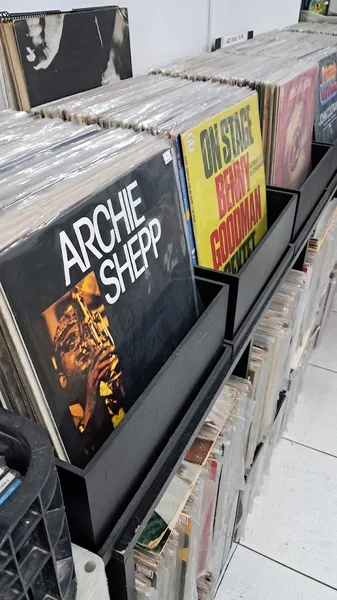 ARCHIE
SHEPP
ON STAGE
BENNY
GOODMAN